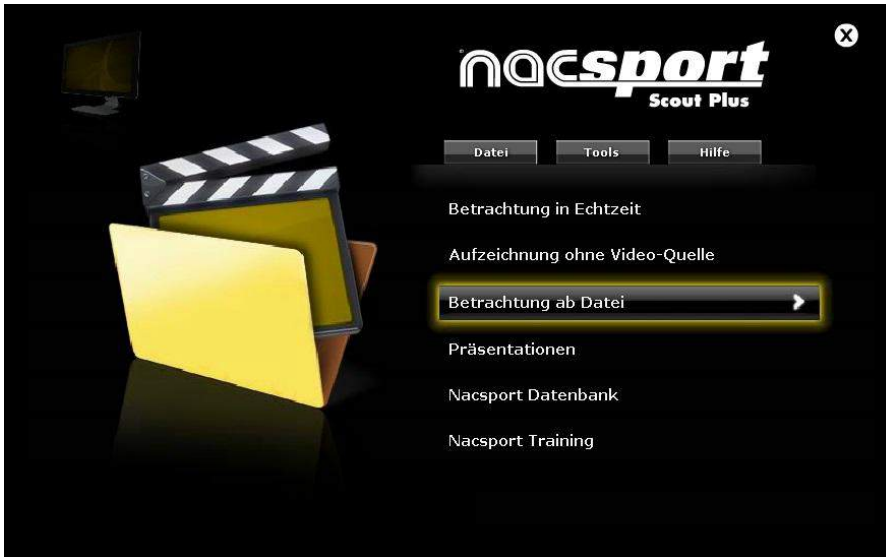 nacsport
Scout Plus
Datei Tools Hilfe
Betrachtung in Echtzeit
Aufzeichnung ohne Video-Quelle
Betrachtung ab Datei
Präsentationen
Nacsport Datenbank
Nacsport Training